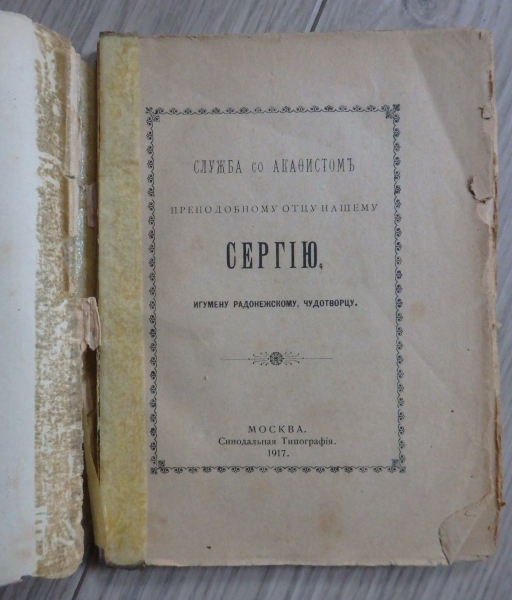 СЛУЖБА СО АКАѲИСТОМЪ
ПРЕПОДОБНОМУ ОТЦУ НАШЕМУ
СЕРГІЮ,
ИГУМЕНУ РАДОНЕЖСКОМУ, ЧУДОТВОРЦУ.
МОСКВА.
Синодальная Типографія.
1917.